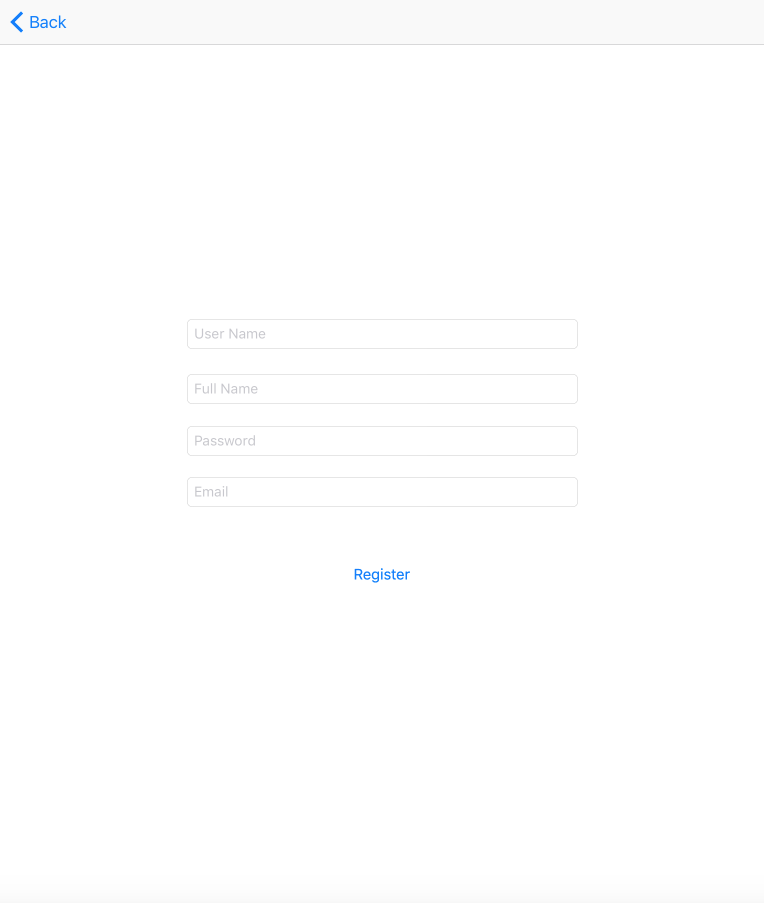 Back
User Name
Full Name
Password
Email
Register